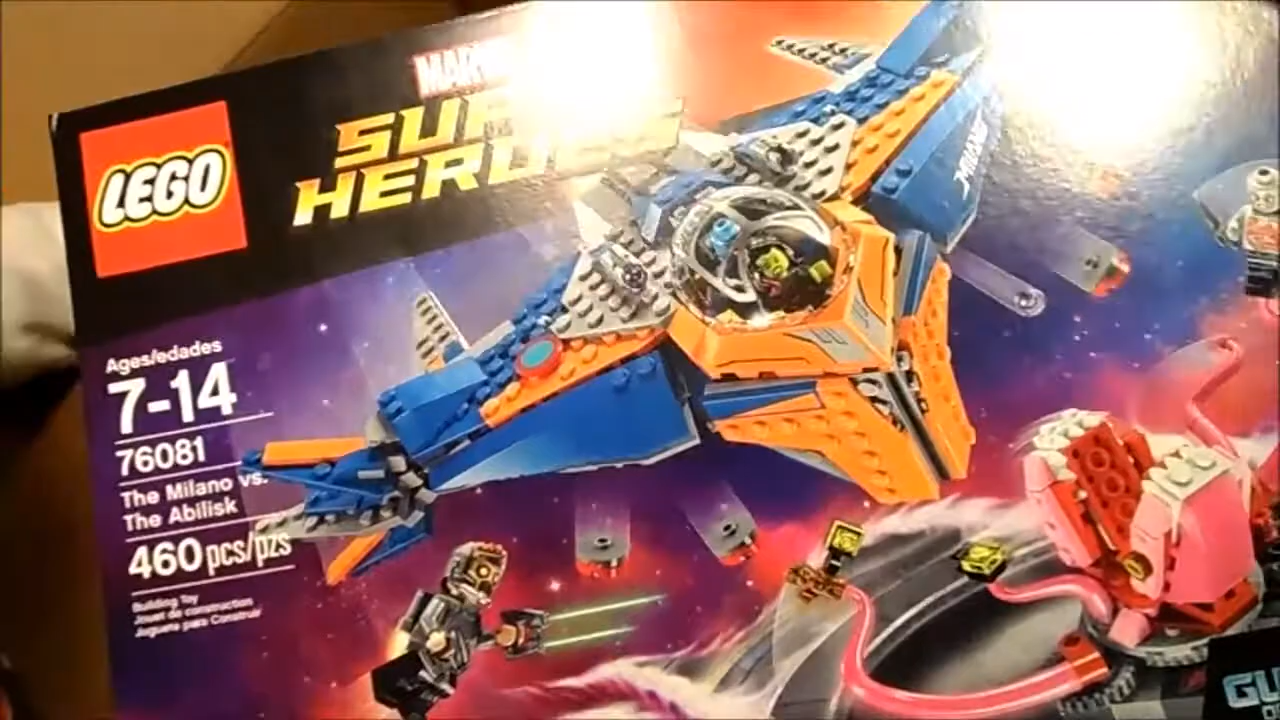 LEGO
MARVEL
SUPER
HEROES
Ages/edades
7-14
76081
The Milano vs.
The Abilisk
460 pcs/pzs
Building Toy
Jouet de construction
Juguete para Construir
MILANO